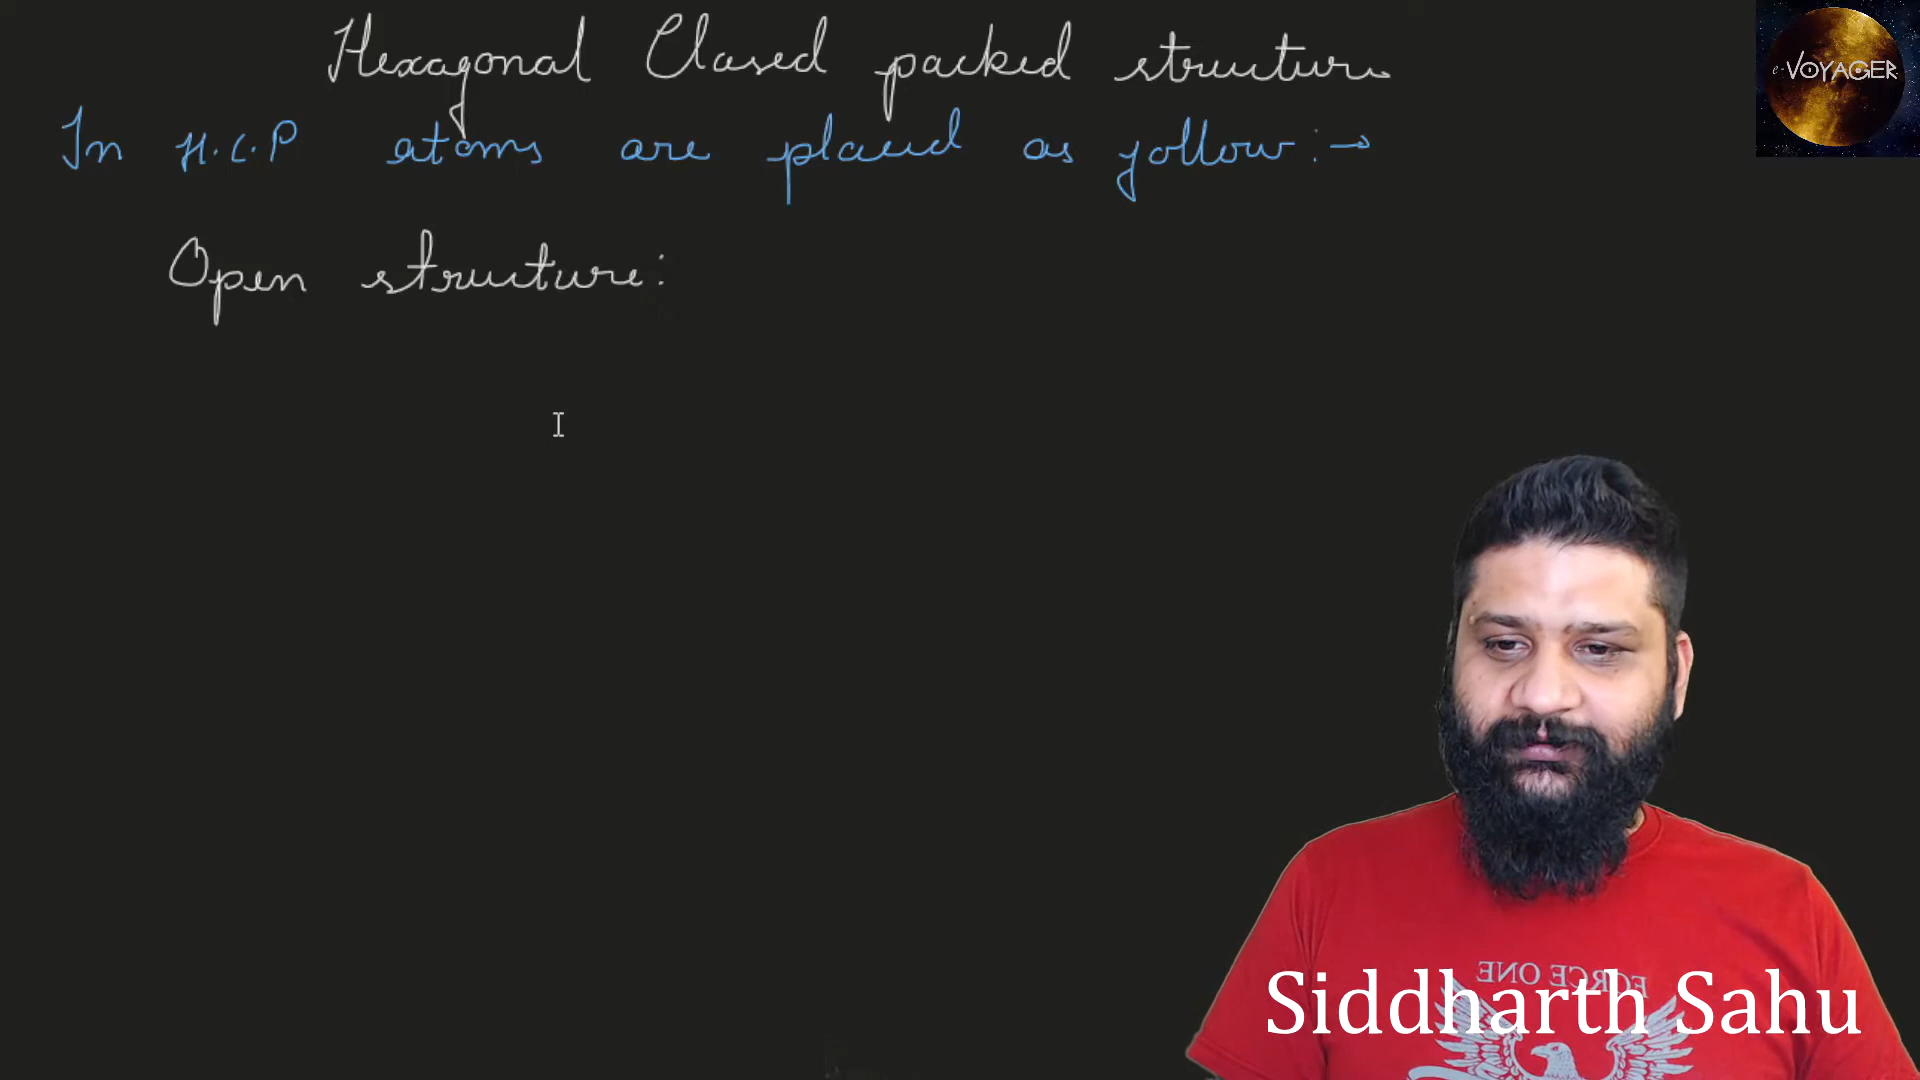 Hexagonal Closed packed structure
e-VOYAGER
In H.C.P atoms are placed as follow:→
Open structure:
FORCE ONE
Siddharth Sahu